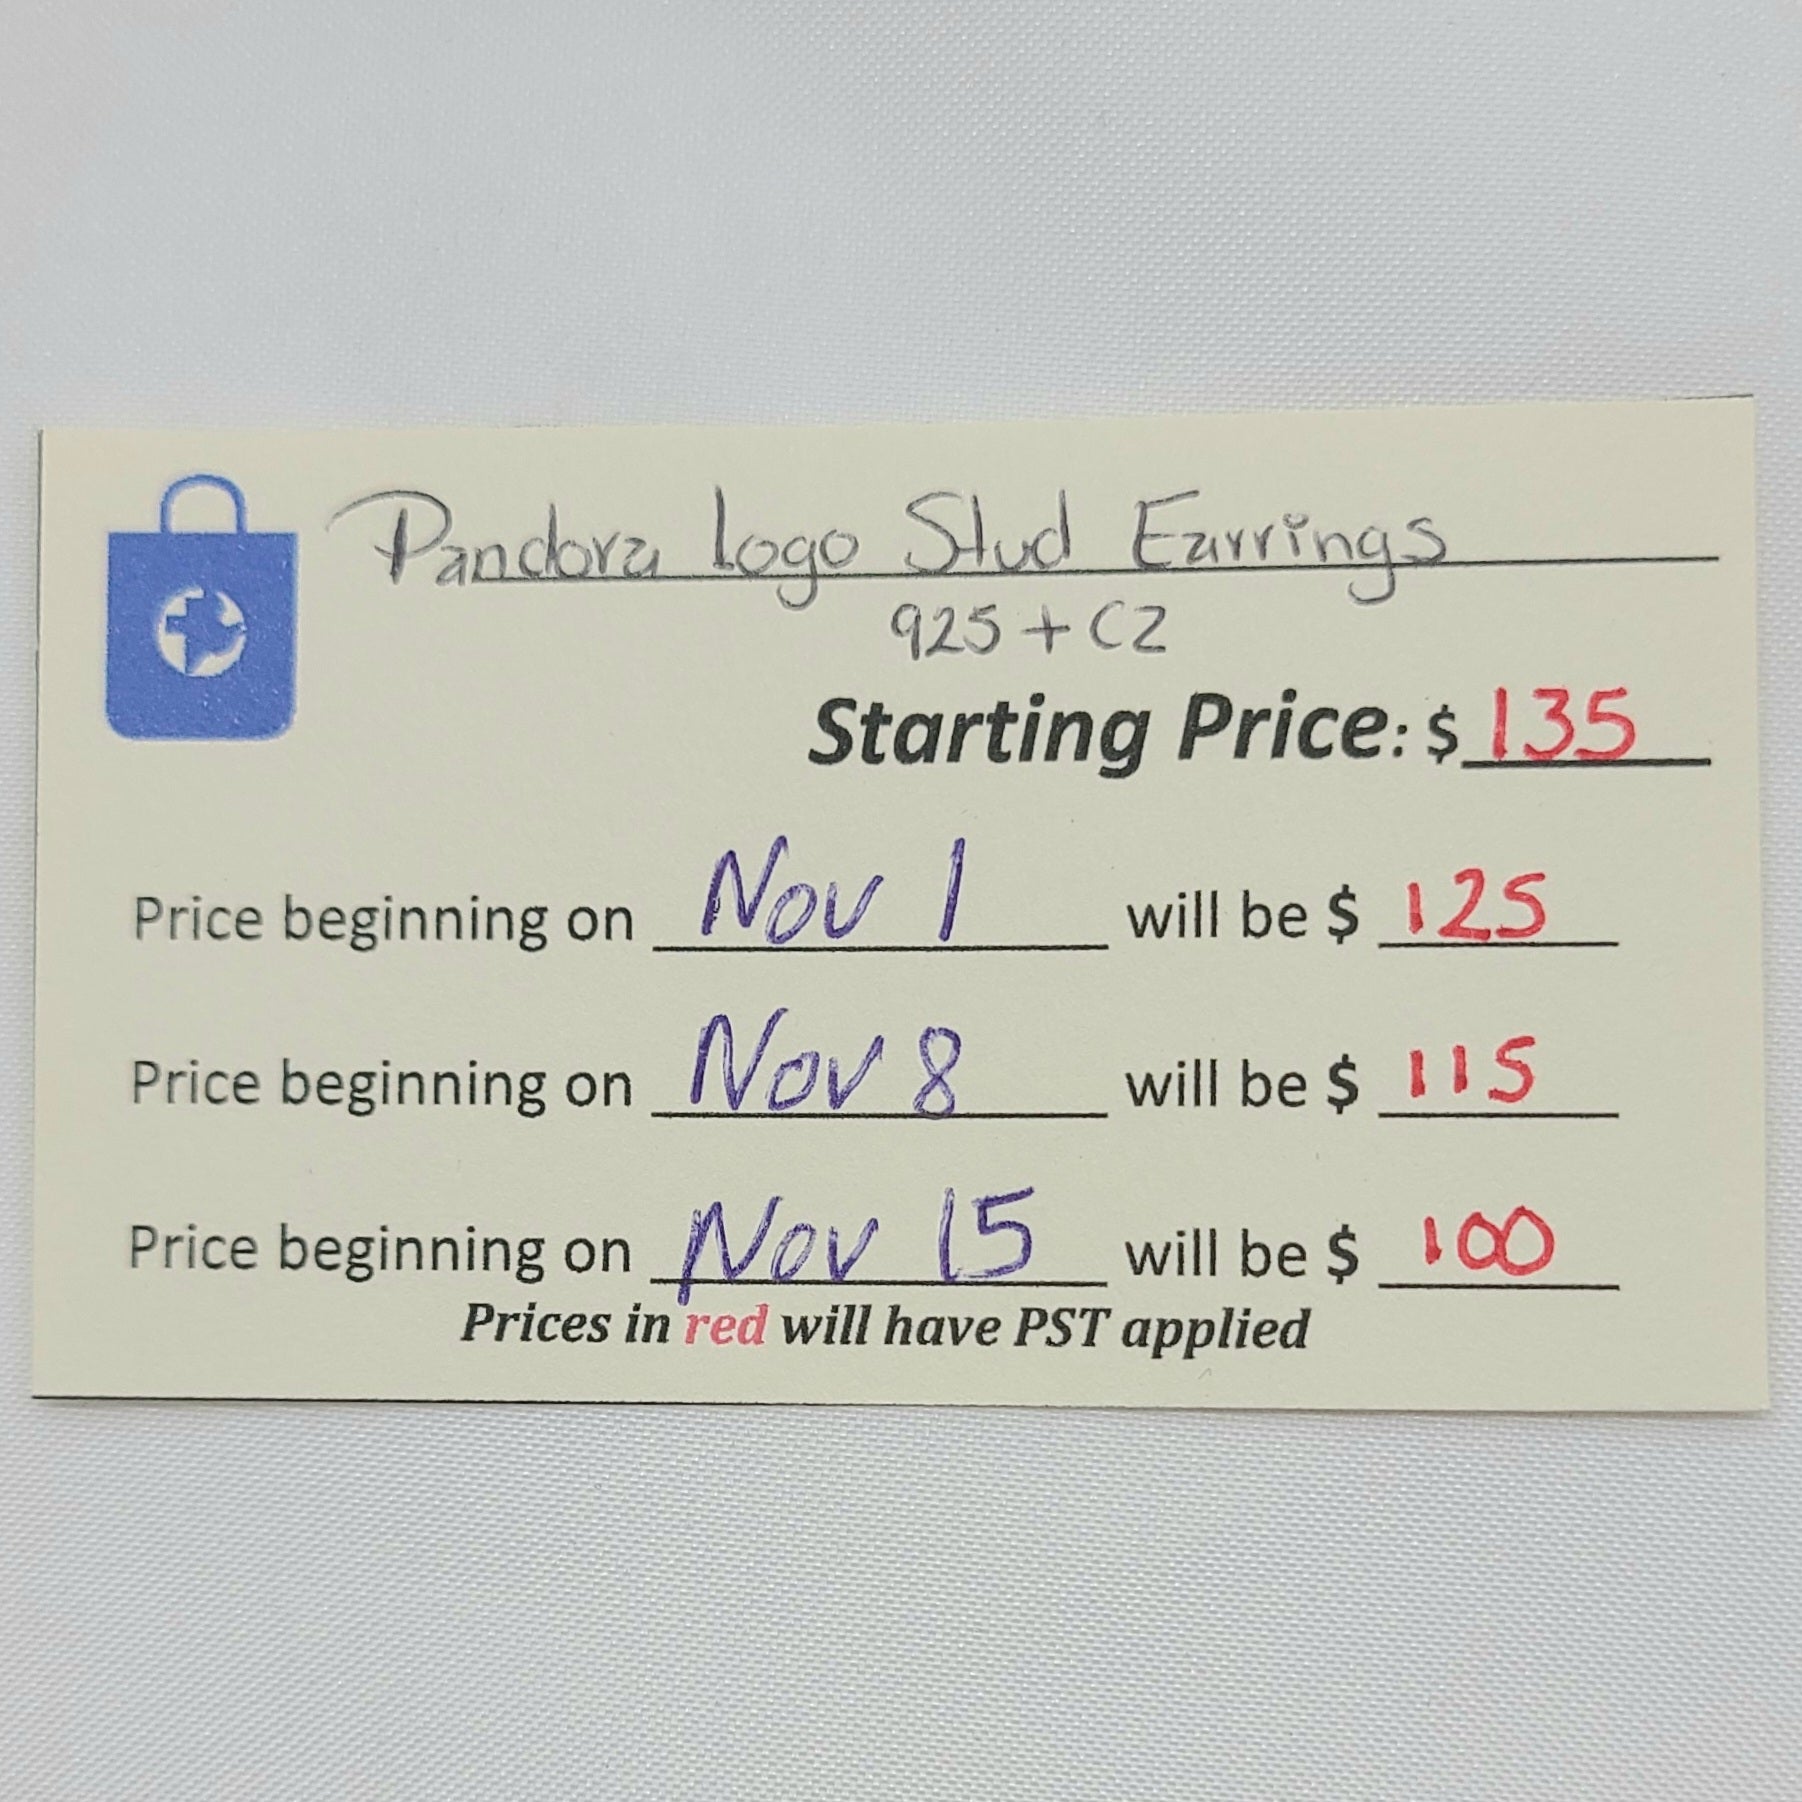 Pandora Logo Stud Earrings
925 + CZ
Starting Price: $ 135
Price beginning on Nov 1 will be $ 125
Price beginning on Nov 8 will be $ 115
Price beginning on Nov 15 will be $ 100
Prices in red will have PST applied